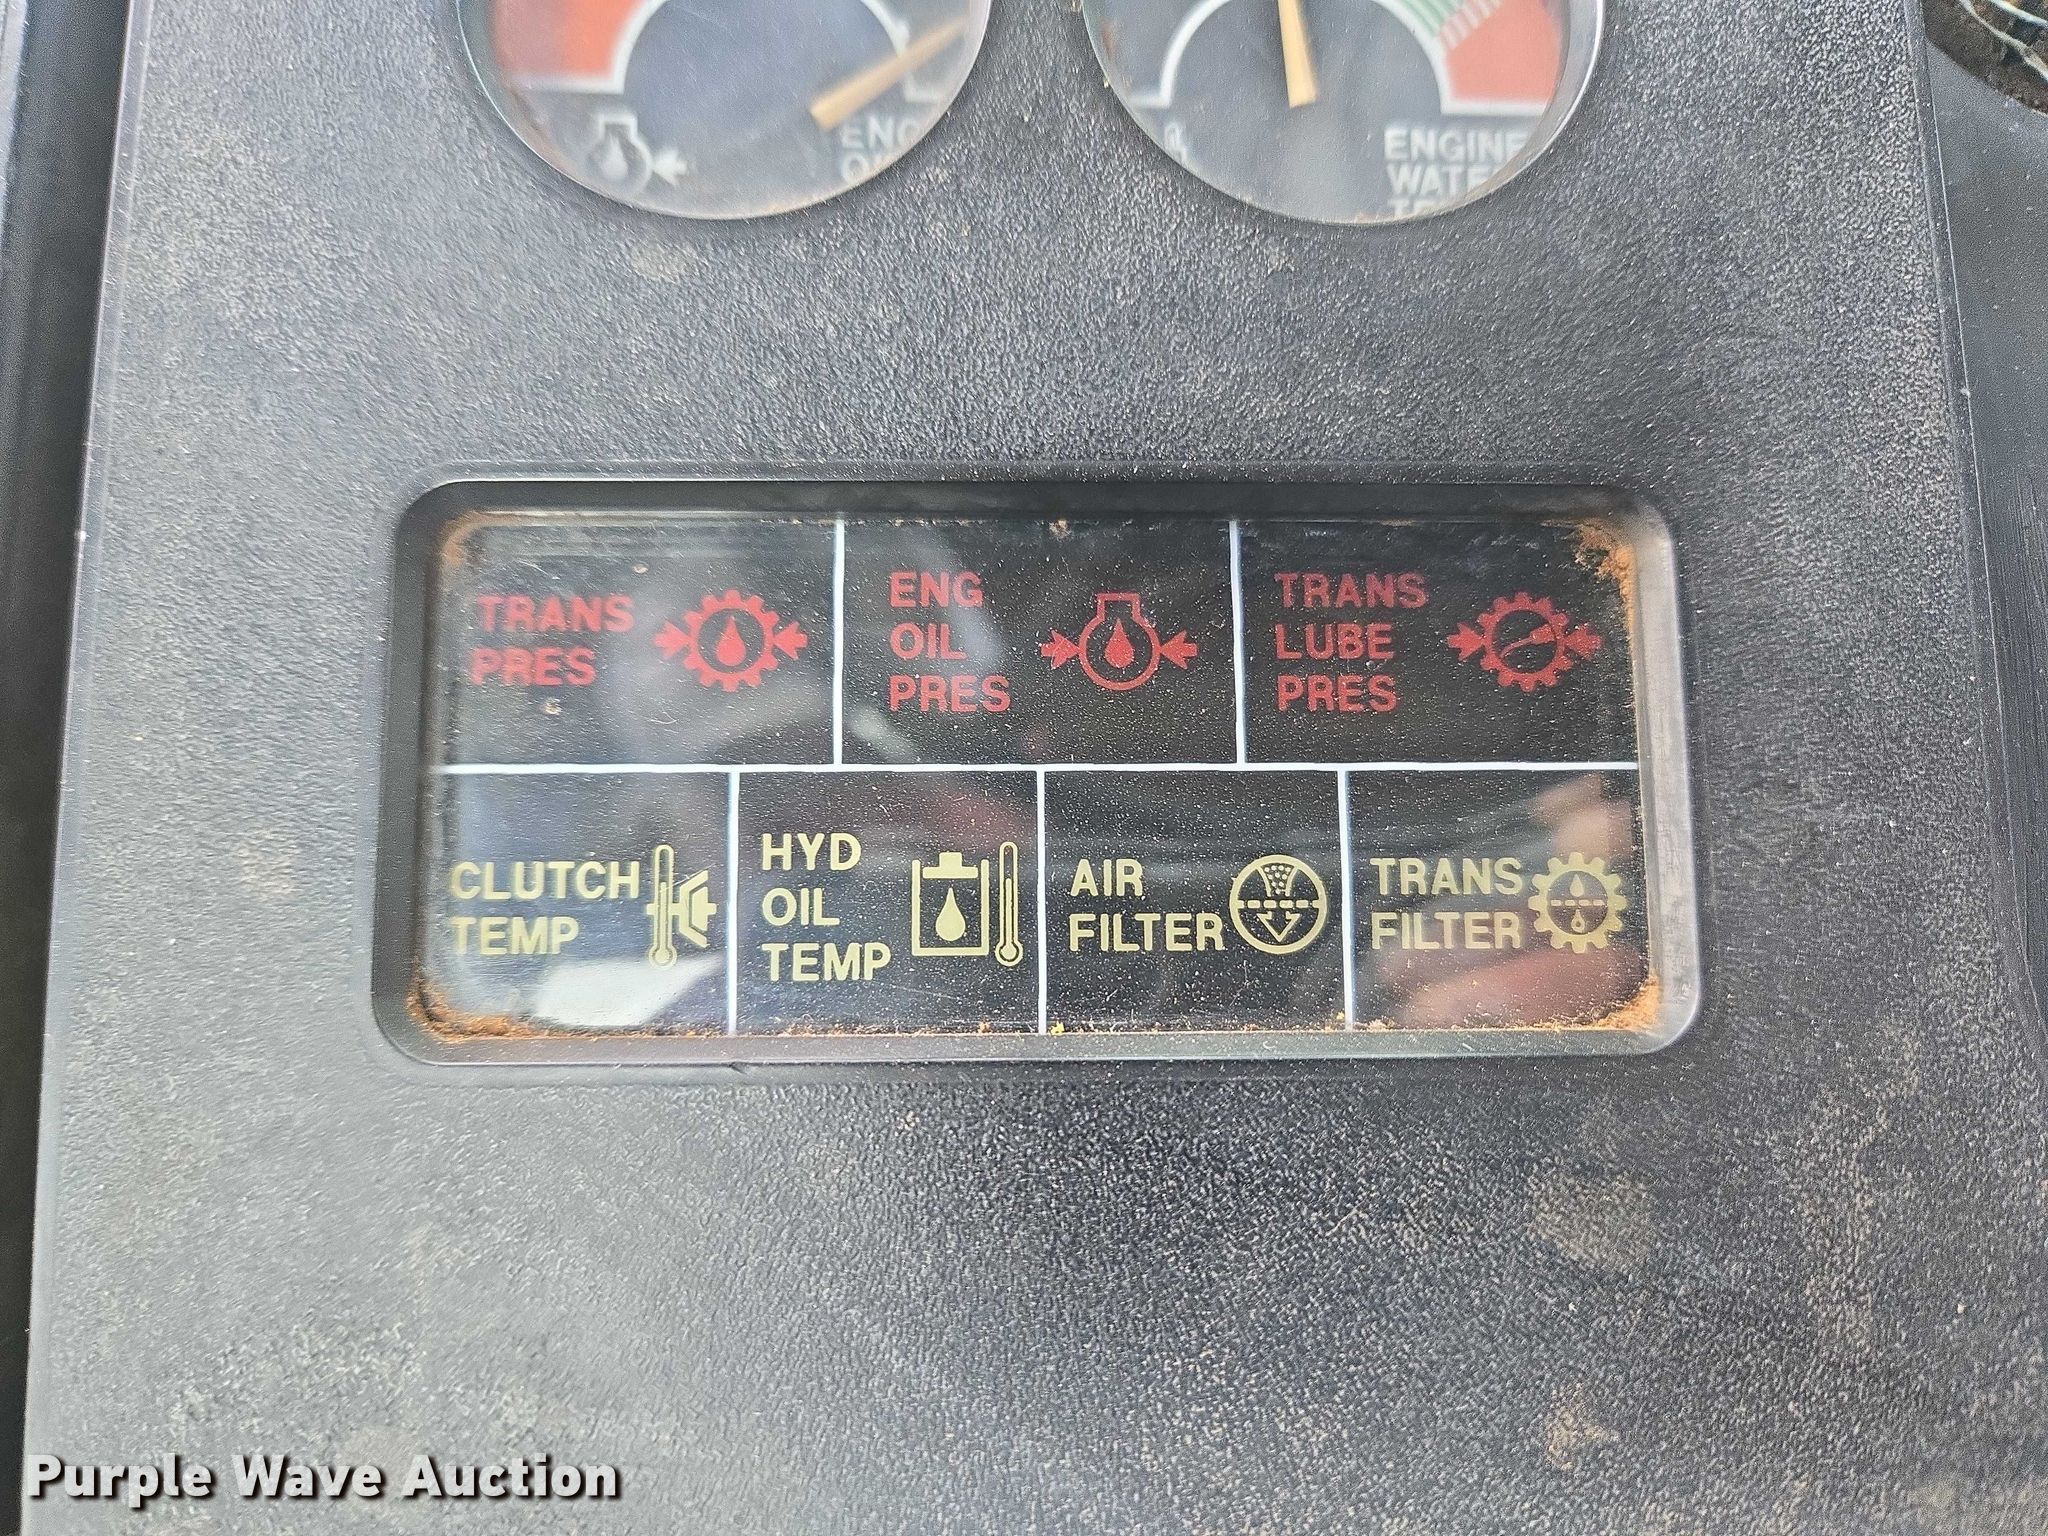 ENG
ENGINE
TRANS
PRES
ENG
OIL
PRES
TRANS
LUBE
PRES
CLUTCH
TEMP
HYD
OIL
TEMP
AIR
FILTER
TRANS
FILTER
Purple Wave Auction